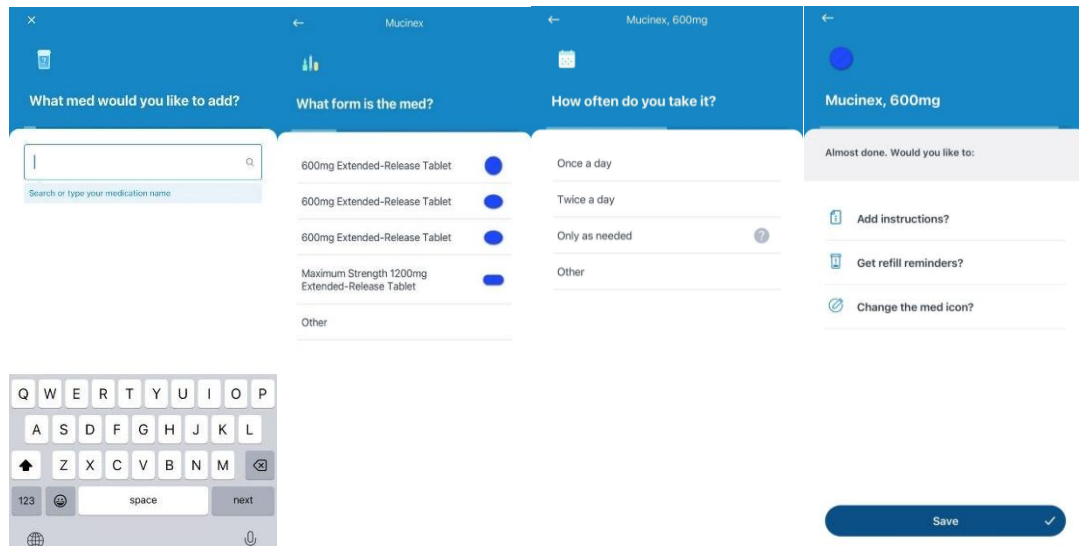 What med would you like to add?
Search or type your medication name
Q W E R T Y U I O P
A S D F G H J K L
Z X C V B N M
123 space next
Mucinex
What form is the med?
600mg Extended-Release Tablet
600mg Extended-Release Tablet
600mg Extended-Release Tablet
Maximum Strength 1200mg
Extended-Release Tablet
Other
Mucinex, 600mg
How often do you take it?
Once a day
Twice a day
Only as needed ?
Other
Mucinex, 600mg
Almost done. Would you like to:
Add instructions?
Get refill reminders?
Change the med icon?
Save